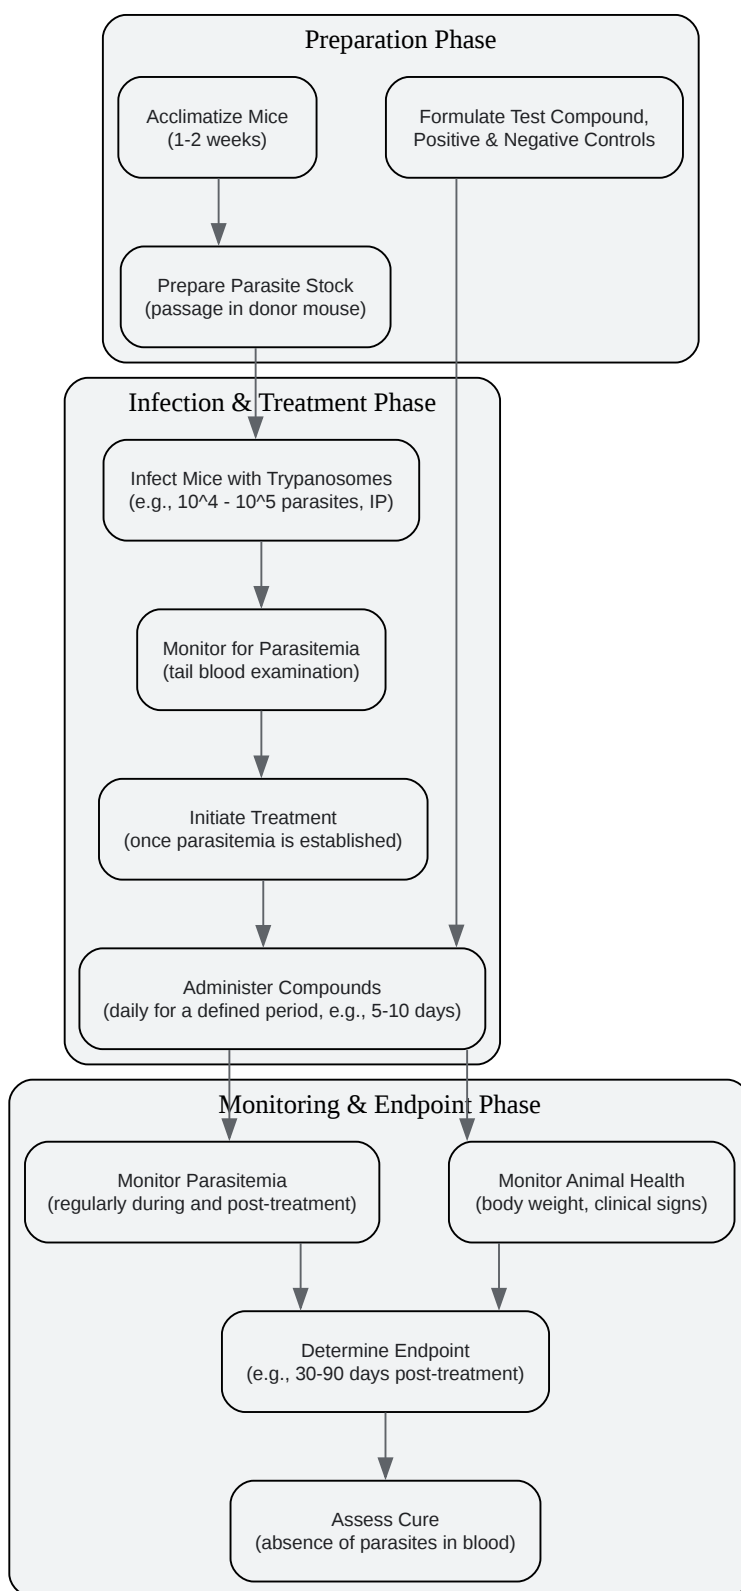 Preparation Phase
Acclimatize Mice
(1-2 weeks)
Formulate Test Compound,
Positive & Negative Controls
Prepare Parasite Stock
(passage in donor mouse)
Infection & Treatment Phase
Infect Mice with Trypanosomes
(e.g., 10^4 - 10^5 parasites, IP)
Monitor for Parasitemia
(tail blood examination)
Initiate Treatment
(once parasitemia is established)
Administer Compounds
(daily for a defined period, e.g., 5-10 days)
Monitoring & Endpoint Phase
Monitor Parasitemia
(regularly during and post-treatment)
Monitor Animal Health
(body weight, clinical signs)
Determine Endpoint
(e.g., 30-90 days post-treatment)
Assess Cure
(absence of parasites in blood)